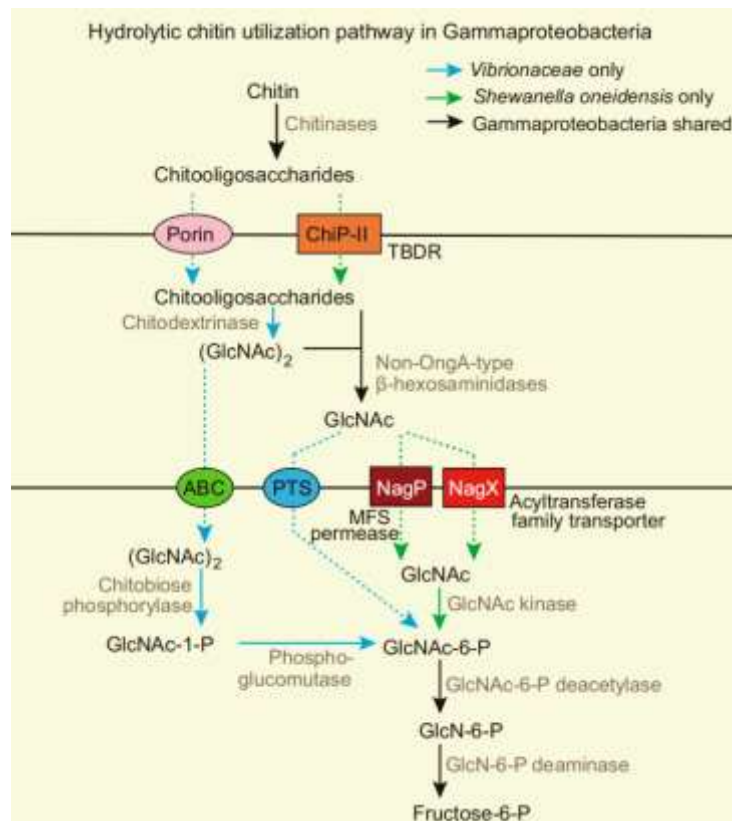 Hydrolytic chitin utilization pathway in Gammaproteobacteria
Vibrionaceae only
Shewanella oneidensis only
Gammaproteobacteria shared
Chitin
Chitinases
Chitooligosaccharides
Porin
ChiP-II
TBDR
Chitooligosaccharides
Chitodextrinase
(GlcNAc)2
Non-OngA-type
β-hexosaminidases
GlcNAc
ABC
PTS
NagP
NagX
MFS
permease
Acyltransferase
family transporter
(GlcNAc)2
Chitobiose
phosphorylase
GlcNAc
GlcNAc kinase
GlcNAc-1-P
Phospho-
glucomutase
GlcNAc-6-P
GlcNAc-6-P deacetylase
GlcN-6-P
GlcN-6-P deaminase
Fructose-6-P